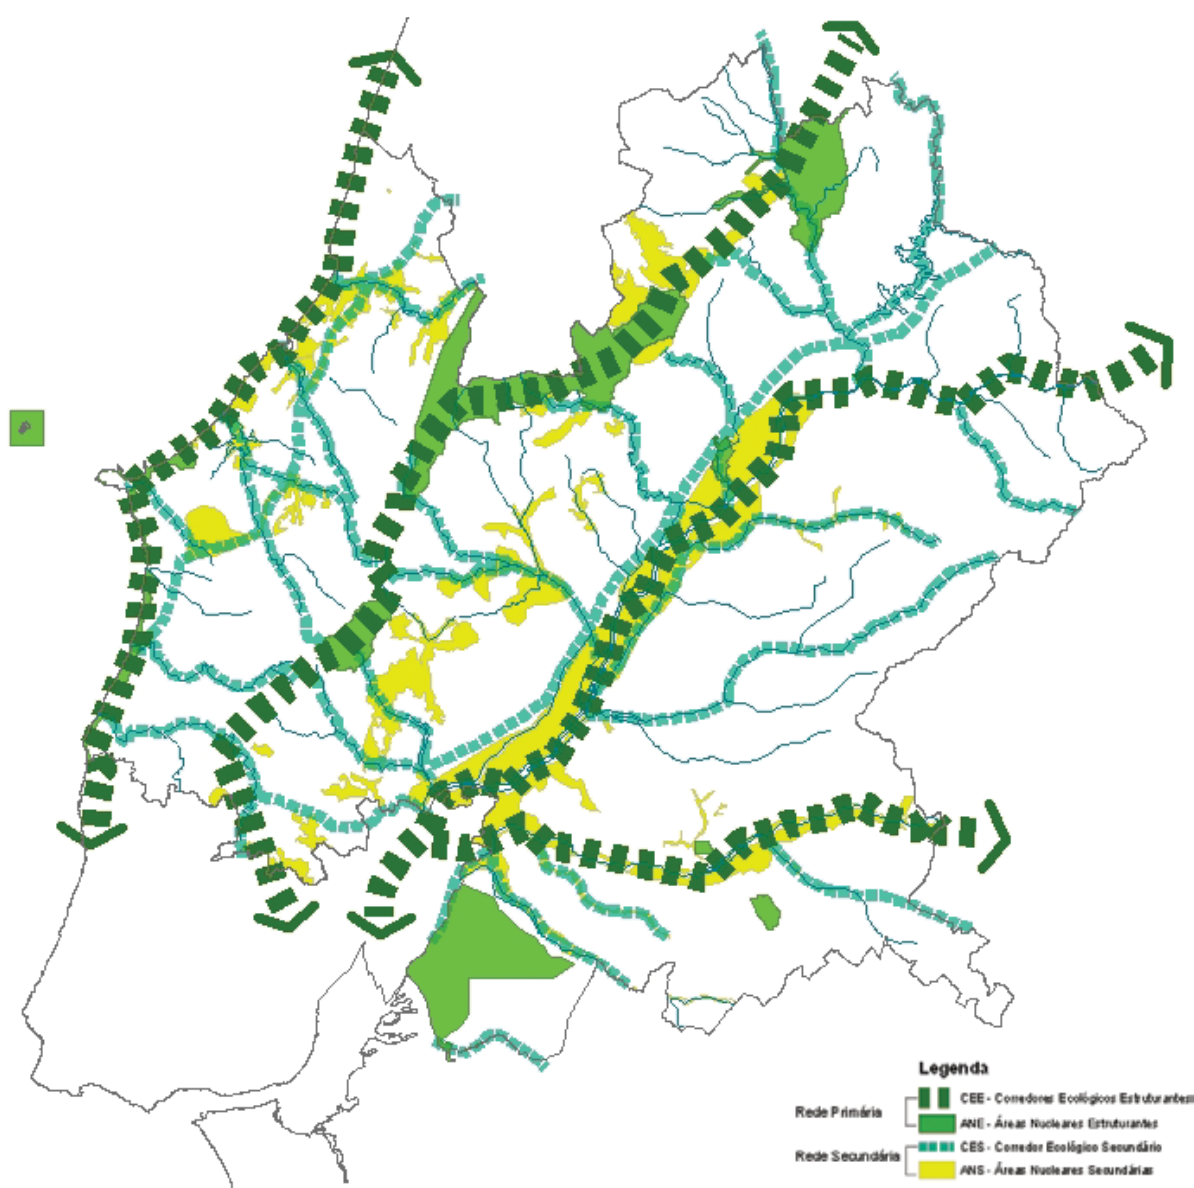 Legenda
CEE - Corredores Ecológicos Estruturantes
Rede Primária
ANE - Áreas Nucleares Estruturantes
CES - Corredor Ecológico Secundário
Rede Secundária
ANS - Áreas Nucleares Secundárias